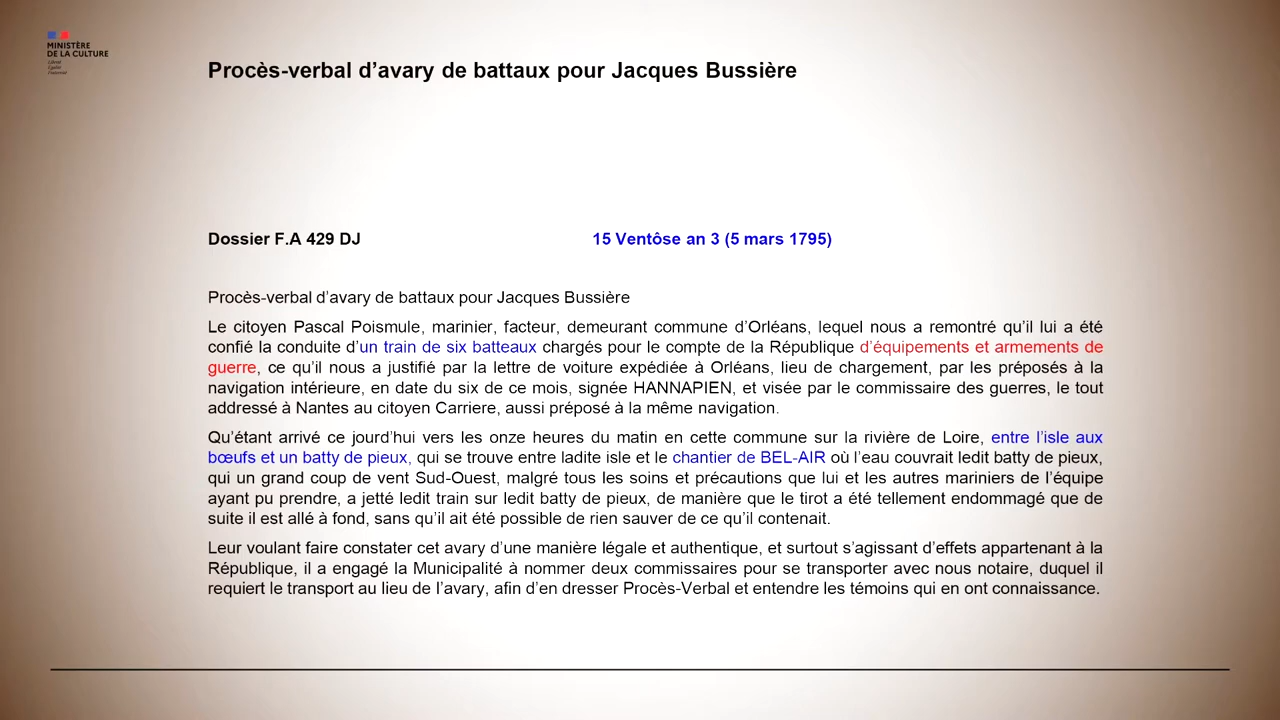 MINISTÈRE
DE LA CULTURE
Liberté
Égalité
Fraternité
Procès-verbal d’avary de battaux pour Jacques Bussière
Dossier F.A 429 DJ 15 Ventôse an 3 (5 mars 1795)
Procès-verbal d’avary de battaux pour Jacques Bussière
Le citoyen Pascal Poismule, marinier, facteur, demeurant commune d’Orléans, lequel nous a remontré qu’il lui a été
confié la conduite d’un train de six batteaux chargés pour le compte de la République d’équipements et armements de
guerre, ce qu’il nous a justifié par la lettre de voiture expédiée à Orléans, lieu de chargement, par les préposés à la
navigation intérieure, en date du six de ce mois, signée HANNAPIEN, et visée par le commissaire des guerres, le tout
addressé à Nantes au citoyen Carriere, aussi préposé à la même navigation.
Qu’étant arrivé ce jourd’hui vers les onze heures du matin en cette commune sur la rivière de Loire, entre l’isle aux
bœufs et un batty de pieux, qui se trouve entre ladite isle et le chantier de BEL-AIR où l’eau couvrait ledit batty de pieux,
qui un grand coup de vent Sud-Ouest, malgré tous les soins et précautions que lui et les autres mariniers de l’équipe
ayant pu prendre, a jetté ledit train sur ledit batty de pieux, de manière que le tirot a été tellement endommagé que de
suite il est allé à fond, sans qu’il ait été possible de rien sauver de ce qu’il contenait.
Leur voulant faire constater cet avary d’une manière légale et authentique, et surtout s’agissant d’effets appartenant à la
République, il a engagé la Municipalité à nommer deux commissaires pour se transporter avec nous notaire, duquel il
requiert le transport au lieu de l’avary, afin d’en dresser Procès-Verbal et entendre les témoins qui en ont connaissance.